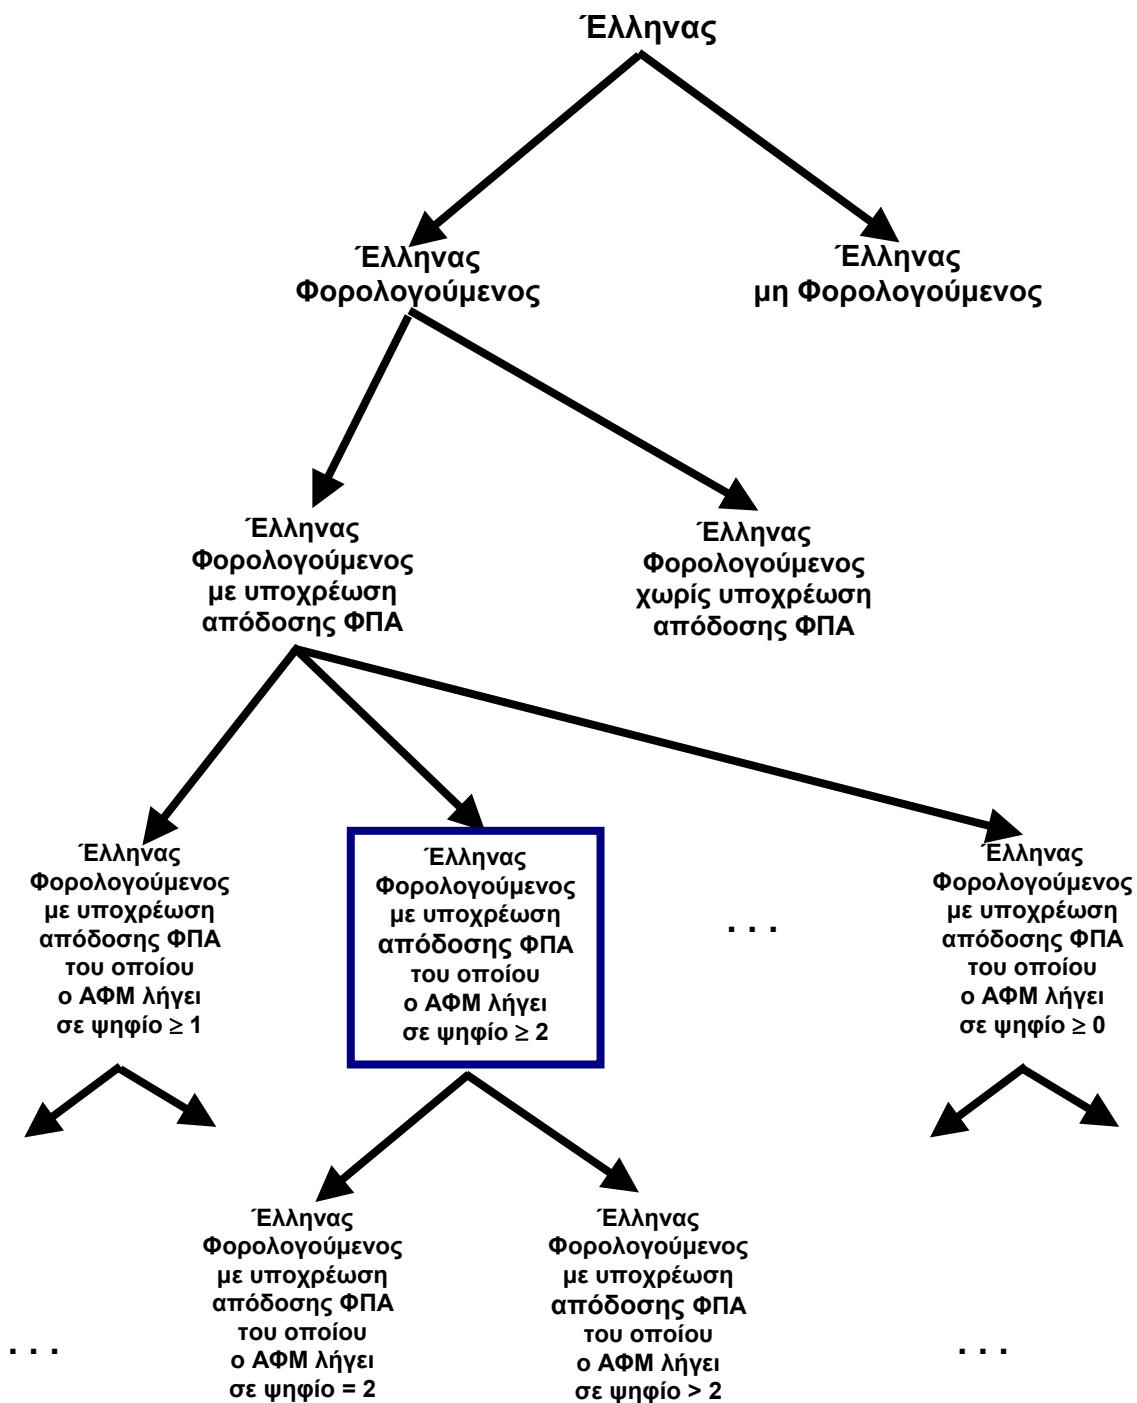 Έλληνας
Έλληνας
Φορολογούμενος
Έλληνας
μη Φορολογούμενος
Έλληνας
Φορολογούμενος
με υποχρέωση
απόδοσης ΦΠΑ
Έλληνας
Φορολογούμενος
χωρίς υποχρέωση
απόδοσης ΦΠΑ
Έλληνας
Φορολογούμενος
με υποχρέωση
απόδοσης ΦΠΑ
του οποίου
ο ΑΦΜ λήγει
σε ψηφίο ≥ 1
Έλληνας
Φορολογούμενος
με υποχρέωση
απόδοσης ΦΠΑ
του οποίου
ο ΑΦΜ λήγει
σε ψηφίο ≥ 2
. . .
Έλληνας
Φορολογούμενος
με υποχρέωση
απόδοσης ΦΠΑ
του οποίου
ο ΑΦΜ λήγει
σε ψηφίο ≥ 0
. . .
Έλληνας
Φορολογούμενος
με υποχρέωση
απόδοσης ΦΠΑ
του οποίου
ο ΑΦΜ λήγει
σε ψηφίο = 2
Έλληνας
Φορολογούμενος
με υποχρέωση
απόδοσης ΦΠΑ
του οποίου
ο ΑΦΜ λήγει
σε ψηφίο > 2
. . .